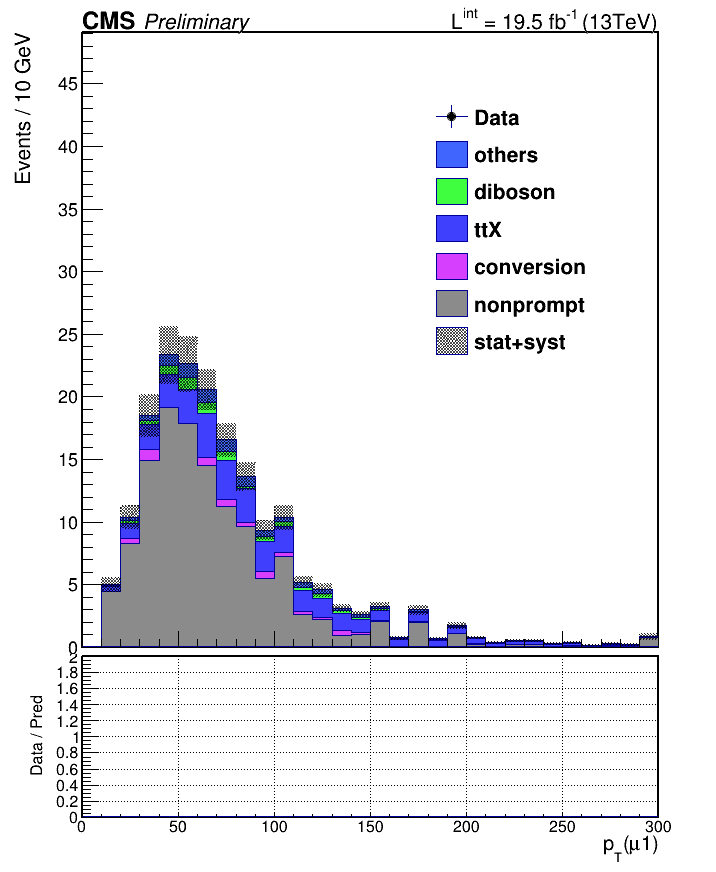 CMS Preliminary L^int = 19.5 fb^-1 (13TeV)
Events / 10 GeV
45
40
35
30
25
20
15
10
5
0
Data
others
diboson
ttX
conversion
nonprompt
stat+syst
Data / Pred
2
1.8
1.6
1.4
1.2
1
0.8
0.6
0.4
0.2
0
0 50 100 150 200 250 300
p_T(μ1)